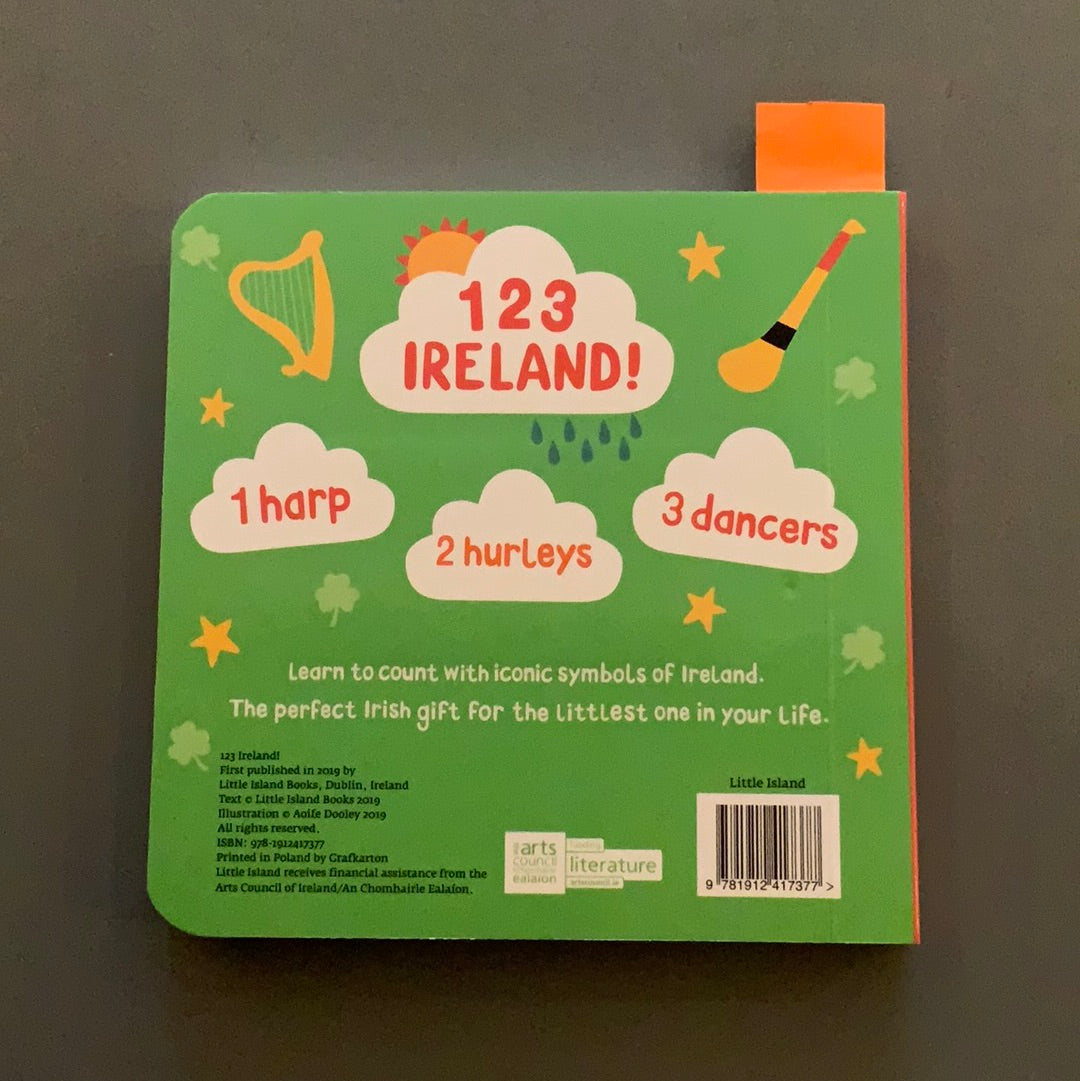 123
IRELAND!
1 harp
2 hurleys
3 dancers
Learn to count with iconic symbols of Ireland.
The perfect Irish gift for the littlest one in your life.
123 Ireland!
First published in 2019 by
Little Island Books, Dublin, Ireland
Text © Little Island Books 2019
Illustration © Aoife Dooley 2019
All rights reserved.
ISBN: 978-1912417377
Printed in Poland by Grafkarton
Little Island receives financial assistance from the
Arts Council of Ireland/An Chomhairle Ealaíon.
arts
council
ealaíon
funding
literature
artscouncil.ie
Little Island
9 781912 417377 >